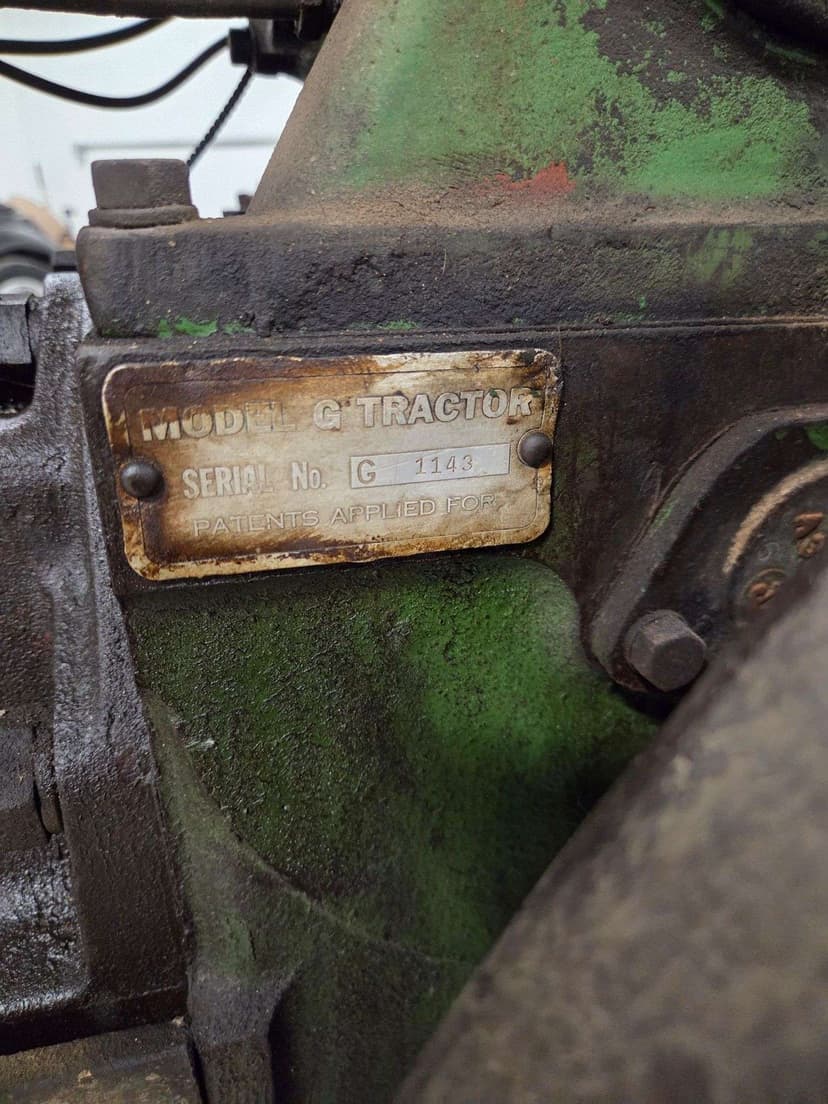 MODEL G TRACTOR
SERIAL No. G 1143
PATENTS APPLIED FOR